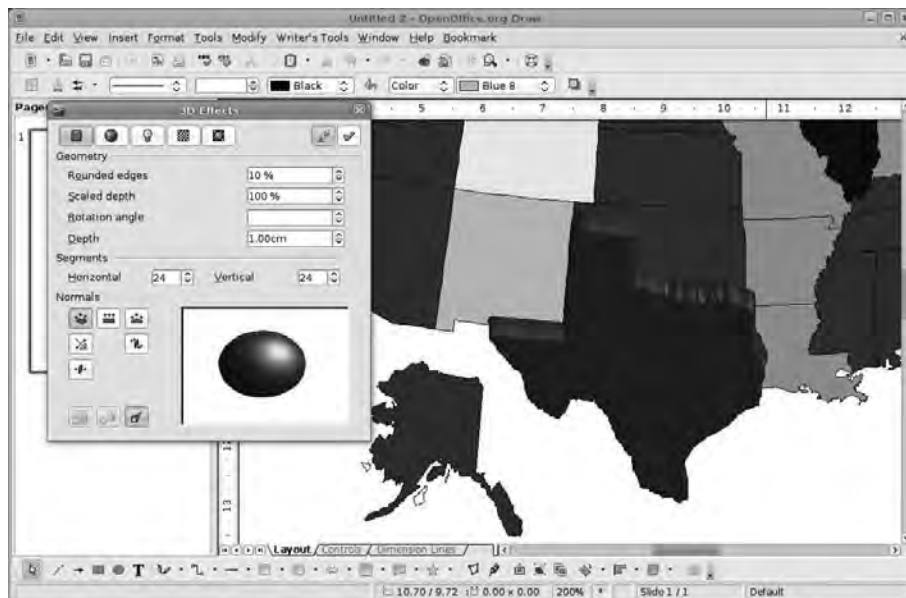 Untitled 2 - OpenOffice.org Draw
File Edit View Insert Format Tools Modify Writer's Tools Window Help Bookmark
Black Color Blue 8
Pages
3D Effects
5 6 7 8 9 10 11 12
1
Geometry
Rounded edges 10 %
Scaled depth 100 %
Rotation angle
Depth 1.00cm
Segments
Horizontal 24 Vertical 24
Normals
13
Layout Controls Dimension Lines
T
10.70 / 9.72 0.00 x 0.00 200% * Slide 1 / 1 Default